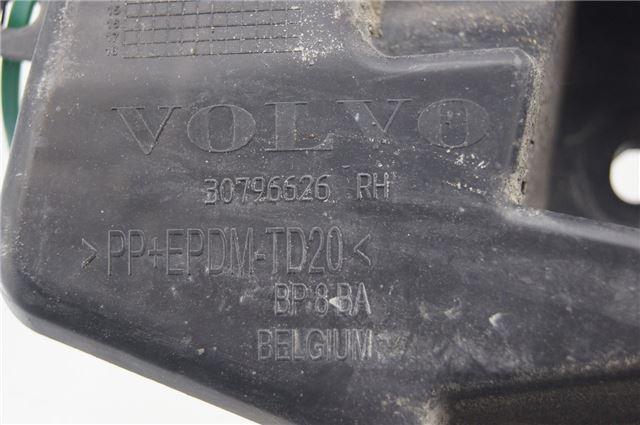 VOLVO
30796626 RH
>PP+EPDM-TD20<
BP:8 BA
BELGIUM